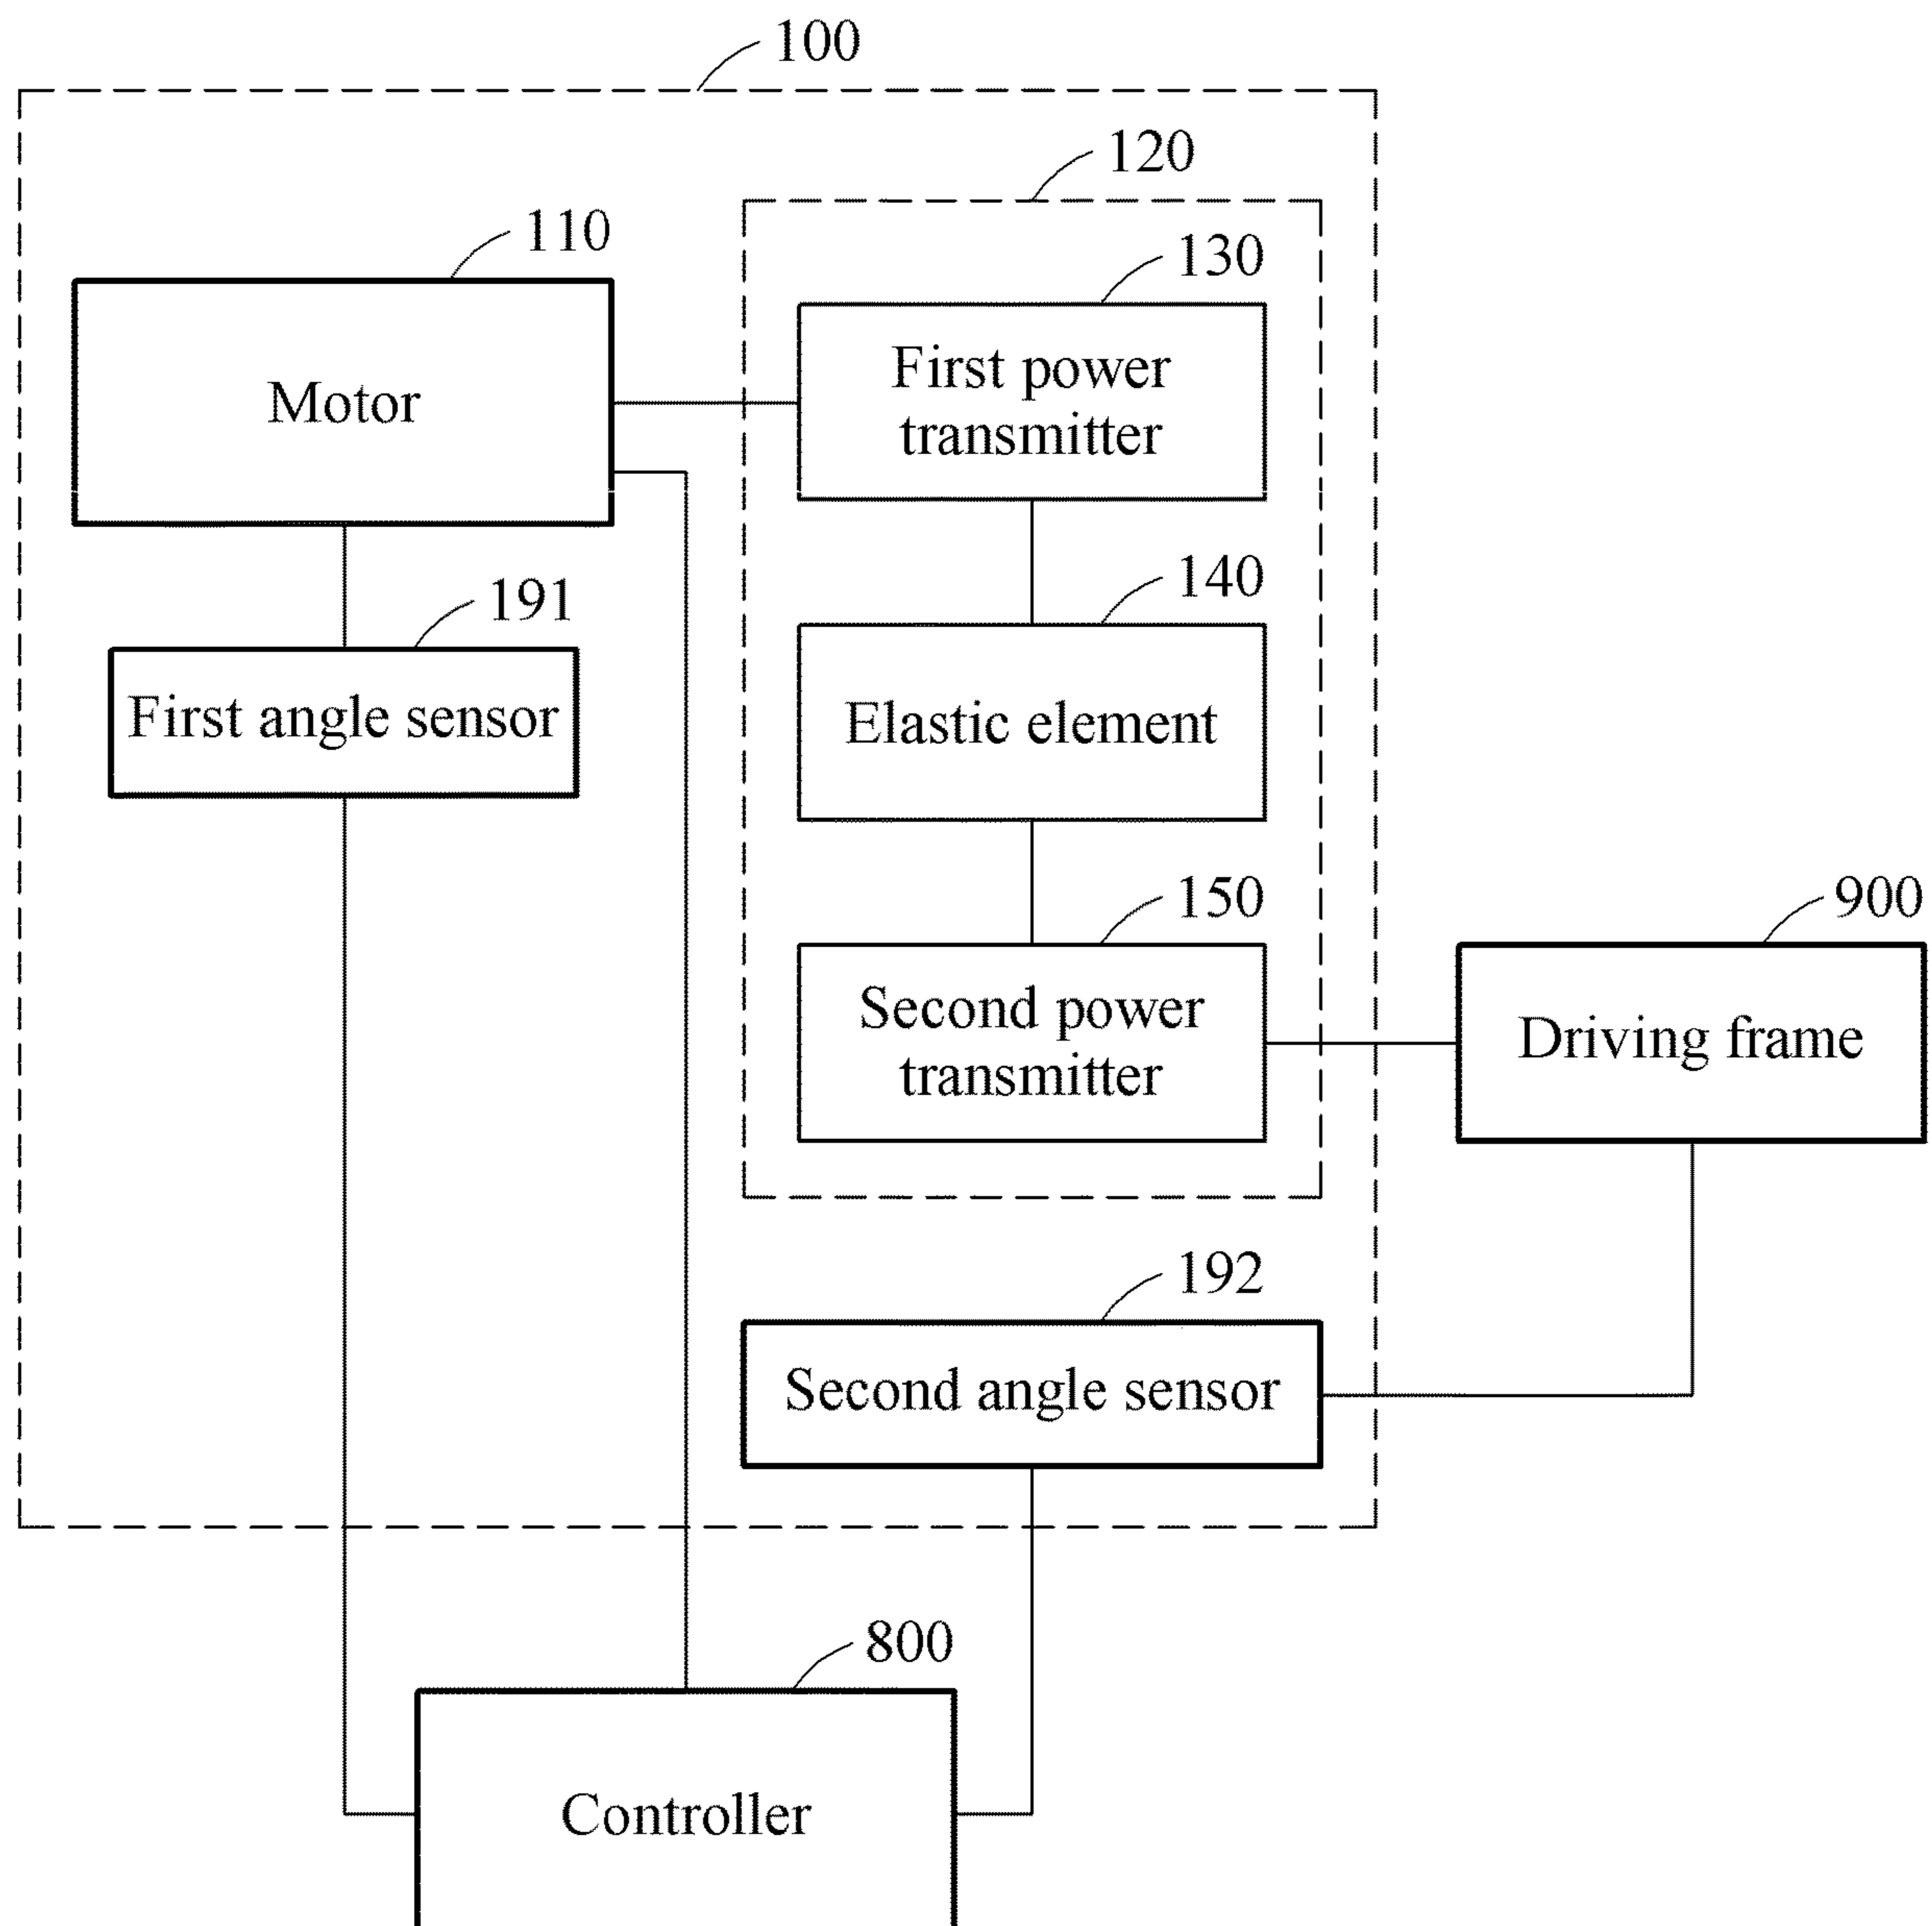 100
120
110
130
Motor
First power
transmitter
140
191
First angle sensor
Elastic element
150
900
Second power
transmitter
Driving frame
192
Second angle sensor
800
Controller